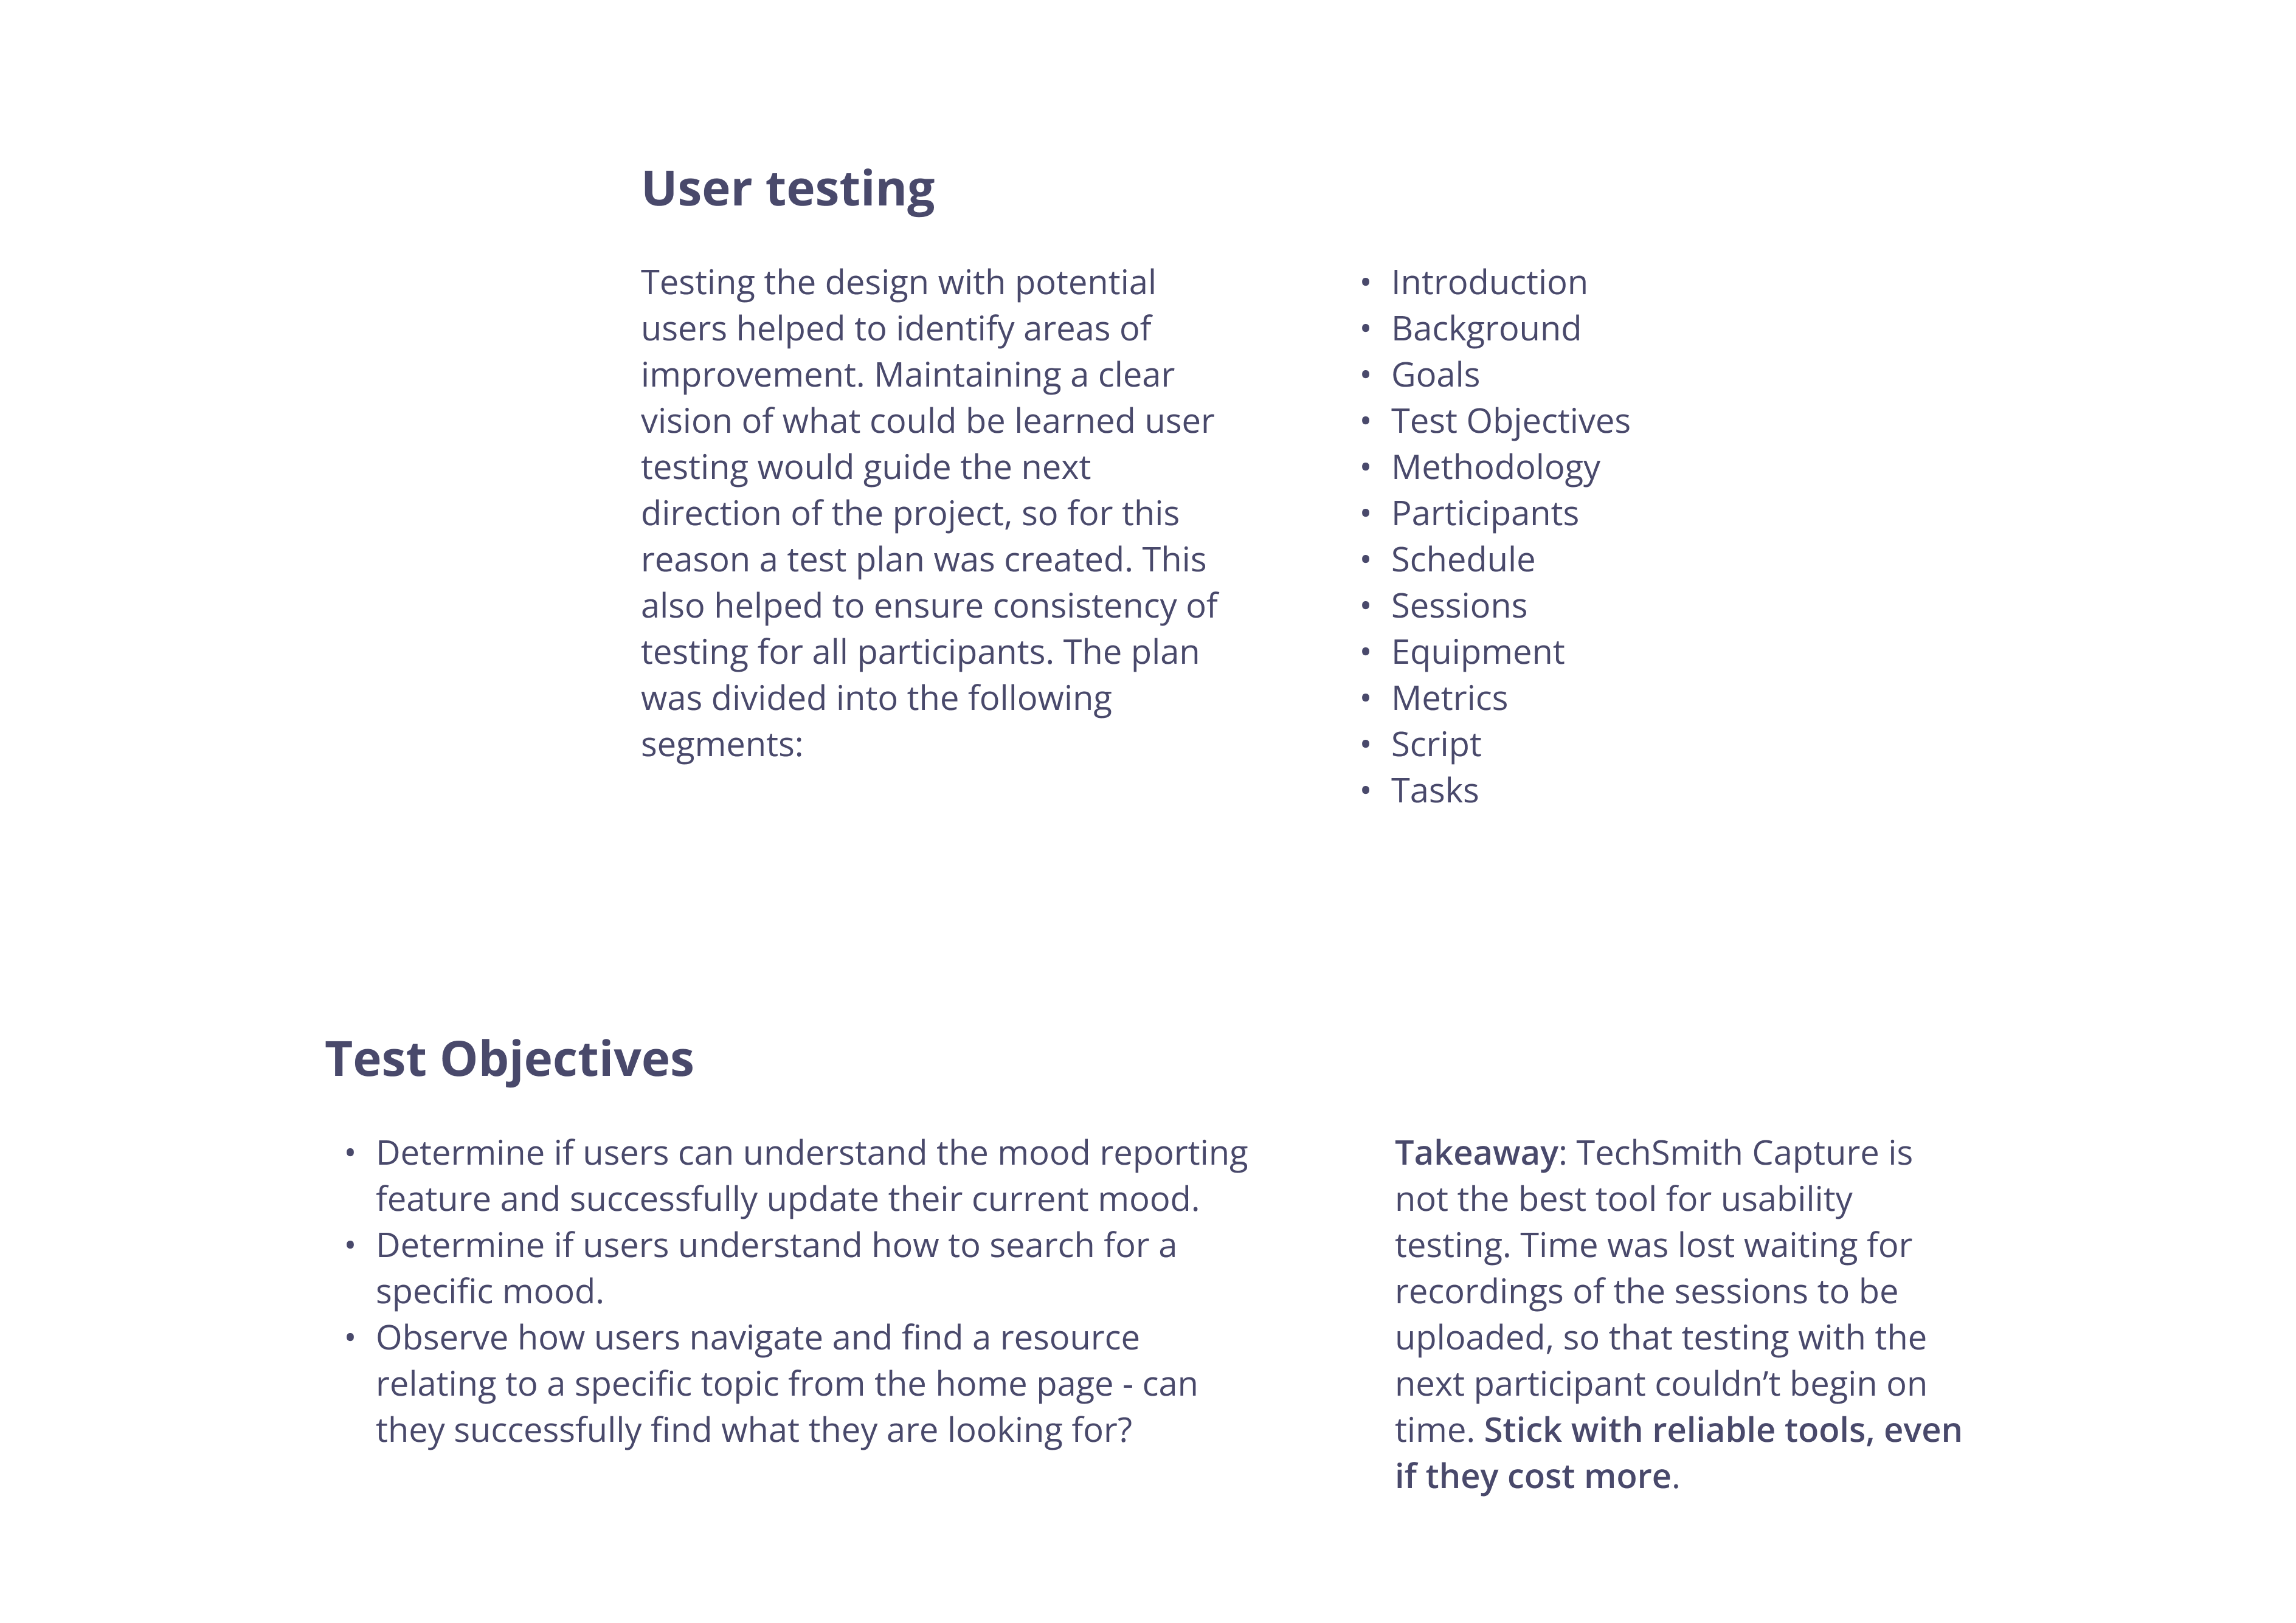 User testing
Testing the design with potential
users helped to identify areas of
improvement. Maintaining a clear
vision of what could be learned user
testing would guide the next
direction of the project, so for this
reason a test plan was created. This
also helped to ensure consistency of
testing for all participants. The plan
was divided into the following
segments:
• Introduction
• Background
• Goals
• Test Objectives
• Methodology
• Participants
• Schedule
• Sessions
• Equipment
• Metrics
• Script
• Tasks
Test Objectives
• Determine if users can understand the mood reporting
feature and successfully update their current mood.
• Determine if users understand how to search for a
specific mood.
• Observe how users navigate and find a resource
relating to a specific topic from the home page - can
they successfully find what they are looking for?
Takeaway: TechSmith Capture is
not the best tool for usability
testing. Time was lost waiting for
recordings of the sessions to be
uploaded, so that testing with the
next participant couldn’t begin on
time. Stick with reliable tools, even
if they cost more.